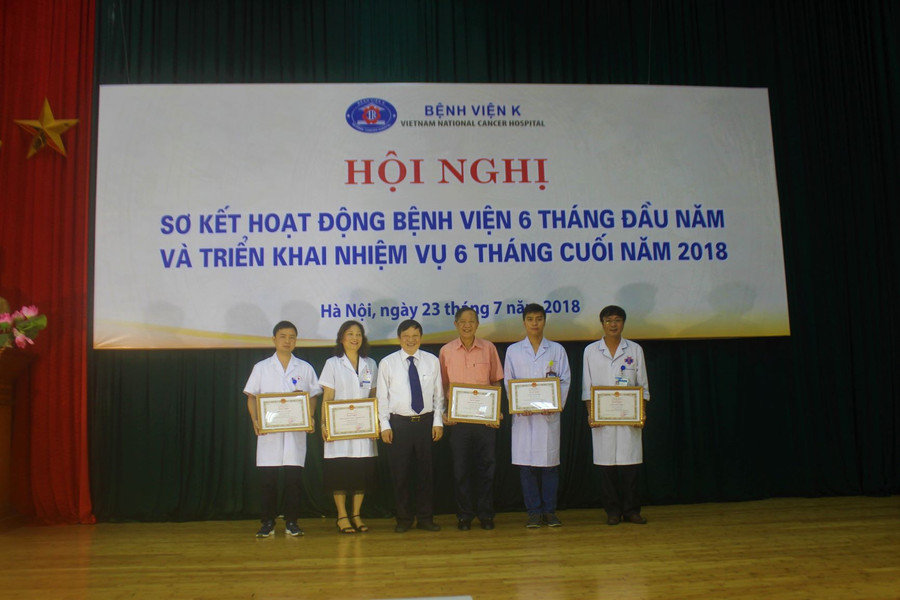 BỆNH VIỆN K
VIETNAM NATIONAL CANCER HOSPITAL
HỘI NGHỊ
SƠ KẾT HOẠT ĐỘNG BỆNH VIỆN 6 THÁNG ĐẦU NĂM
VÀ TRIỂN KHAI NHIỆM VỤ 6 THÁNG CUỐI NĂM 2018
Hà Nội, ngày 23 tháng 7 năm 2018